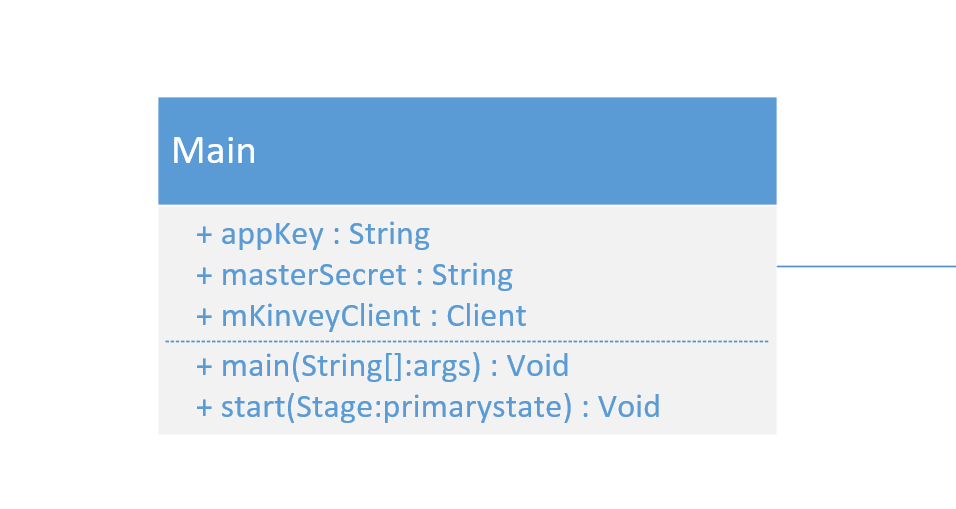 Main
+ appKey : String
+ masterSecret : String
+ mKinveyClient : Client
+ main(String[]:args) : Void
+ start(Stage:primarystate) : Void